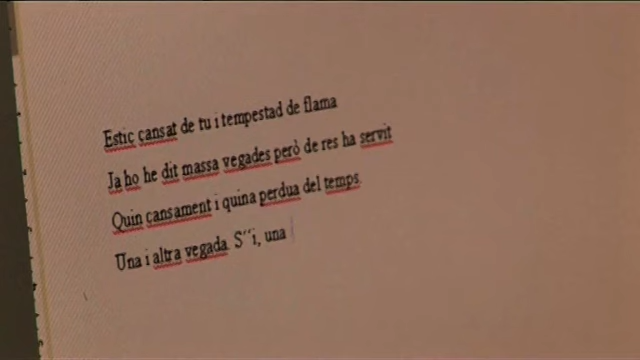 Estic cansat de tu i tempestad de flama
Ja ho he dit massa vegades però de res ha servit
Quin cansament i quina perdua del temps.
Una i altra vegada. S´´i, una